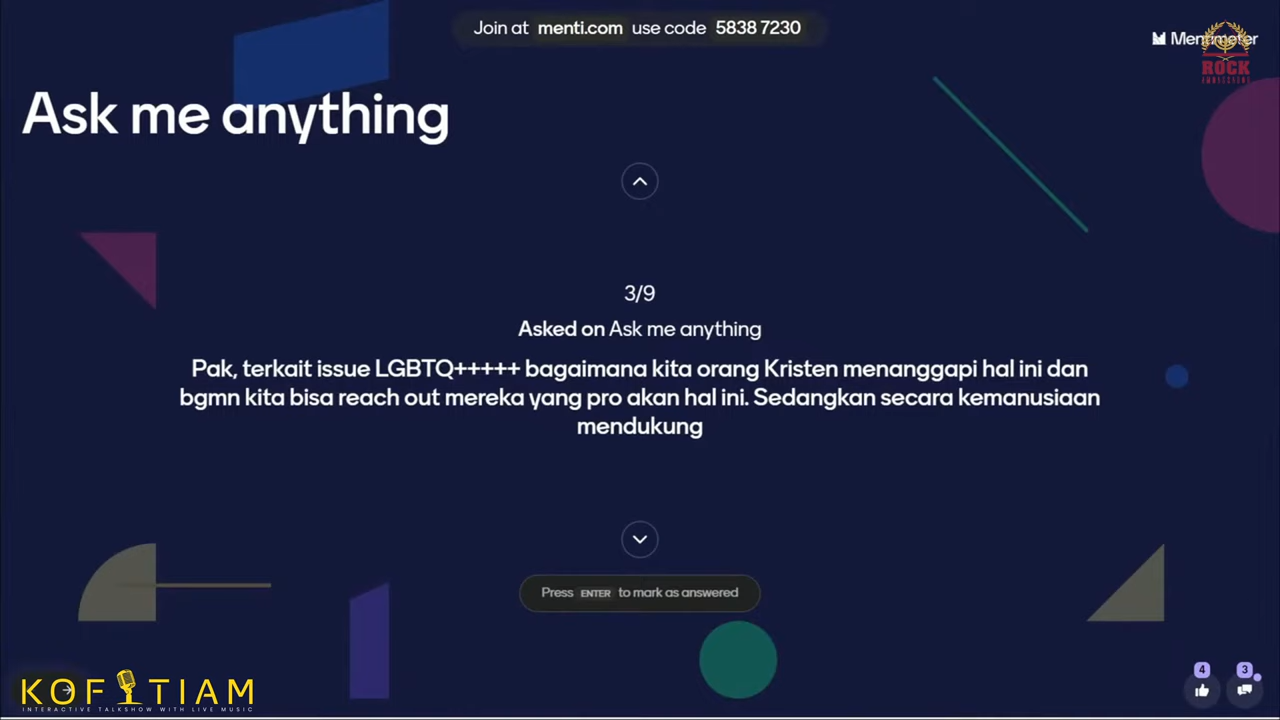 Join at menti.com use code 5838 7230
Mentimeter
ROCK
Ask me anything
3/9
Asked on Ask me anything
Pak, terkait issue LGBTQ+++++ bagaimana kita orang Kristen menanggapi hal ini dan
bgmn kita bisa reach out mereka yang pro akan hal ini. Sedangkan secara kemanusiaan
mendukung
Press ENTER to mark as answered
4 3
KOFITIAM
INTERACTIVE TALKSHOW WITH LIVE MUSIC